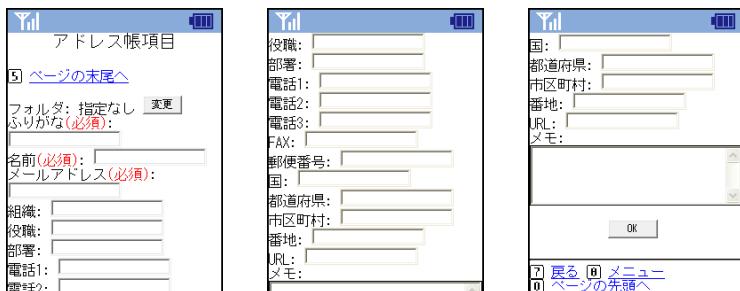 アドレス帳項目
5 ページの末尾へ
フォルダ: 指定なし 変更
ふりがな(必須):
名前(必須):
メールアドレス(必須):
組織:
役職:
部署:
電話1:
電話2:
役職:
部署:
電話1:
電話2:
電話3:
FAX:
郵便番号:
国:
都道府県:
市区町村:
番地:
URL:
メモ:
国:
都道府県:
市区町村:
番地:
URL:
メモ:
OK
7 戻る 8 メニュー
0 ページの先頭へ